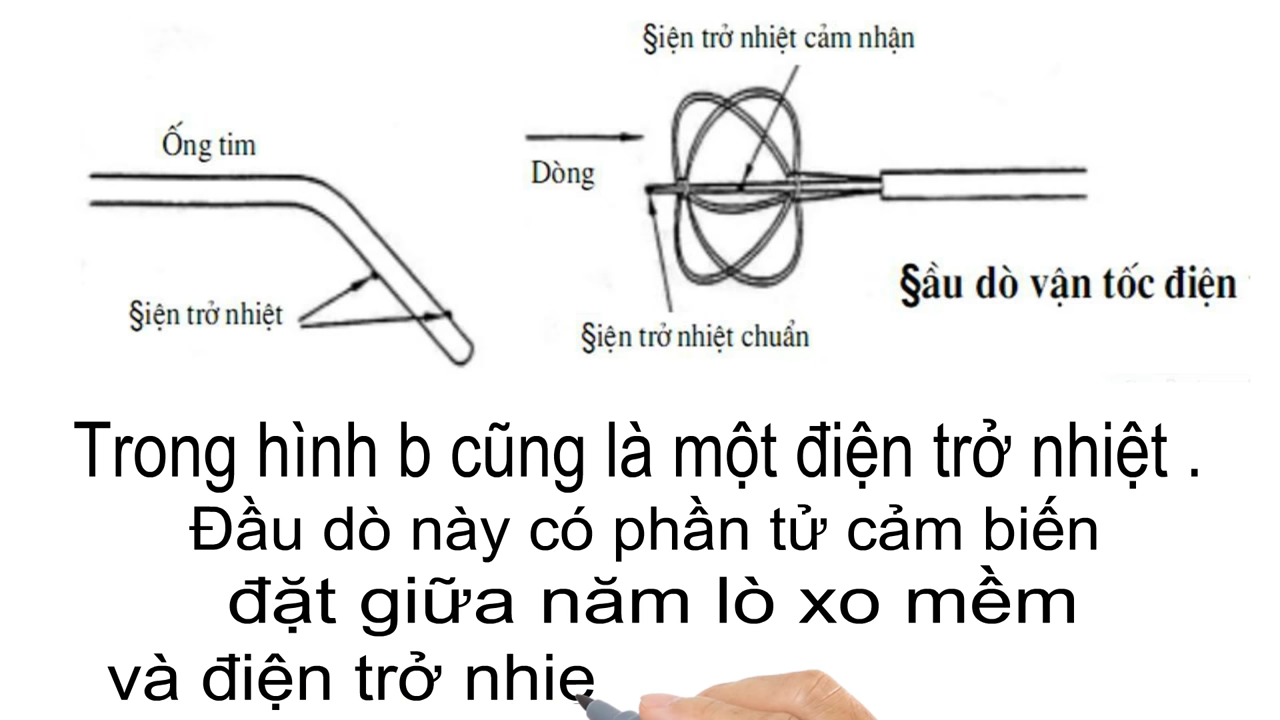 §iện trở nhiệt cảm nhận
Ống tim
Dòng
§ầu dò vận tốc điện
§iện trở nhiệt
§iện trở nhiệt chuẩn
Trong hình b cũng là một điện trở nhiệt .
Đầu dò này có phần tử cảm biến
đặt giữa năm lò xo mềm
và điện trở nhie